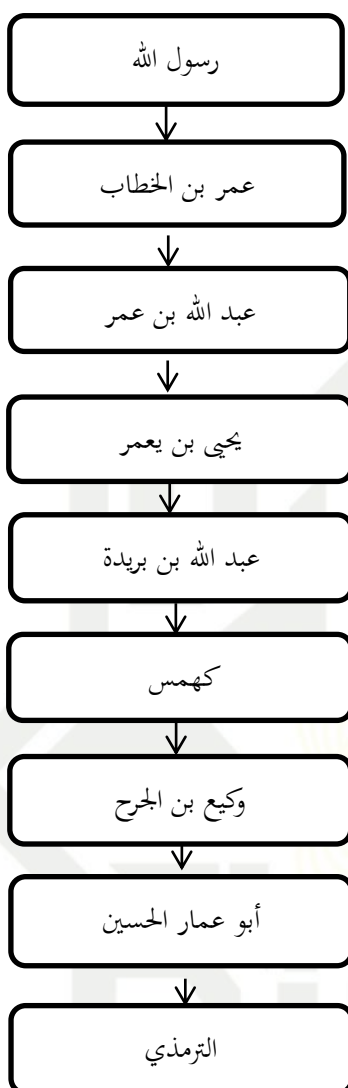 رسول الله
عمر بن الخطاب
عبد الله بن عمر
يحيى بن يعمر
عبد الله بن بريدة
كهمس
وكيع بن الجرح
أبو عمار الحسين
الترمذي